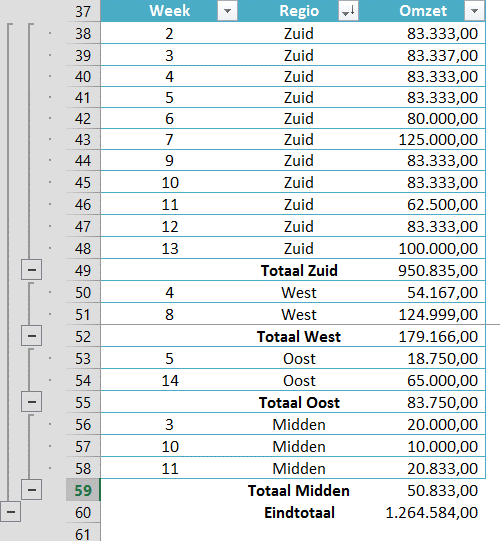 37 Week Regio Omzet
38 2 Zuid 83.333,00
39 3 Zuid 83.337,00
40 4 Zuid 83.333,00
41 5 Zuid 83.333,00
42 6 Zuid 80.000,00
43 7 Zuid 125.000,00
44 9 Zuid 83.333,00
45 10 Zuid 83.333,00
46 11 Zuid 62.500,00
47 12 Zuid 83.333,00
48 13 Zuid 100.000,00
49 Totaal Zuid 950.835,00
50 4 West 54.167,00
51 8 West 124.999,00
52 Totaal West 179.166,00
53 5 Oost 18.750,00
54 14 Oost 65.000,00
55 Totaal Oost 83.750,00
56 3 Midden 20.000,00
57 10 Midden 10.000,00
58 11 Midden 20.833,00
59 Totaal Midden 50.833,00
60 Eindtotaal 1.264.584,00
61